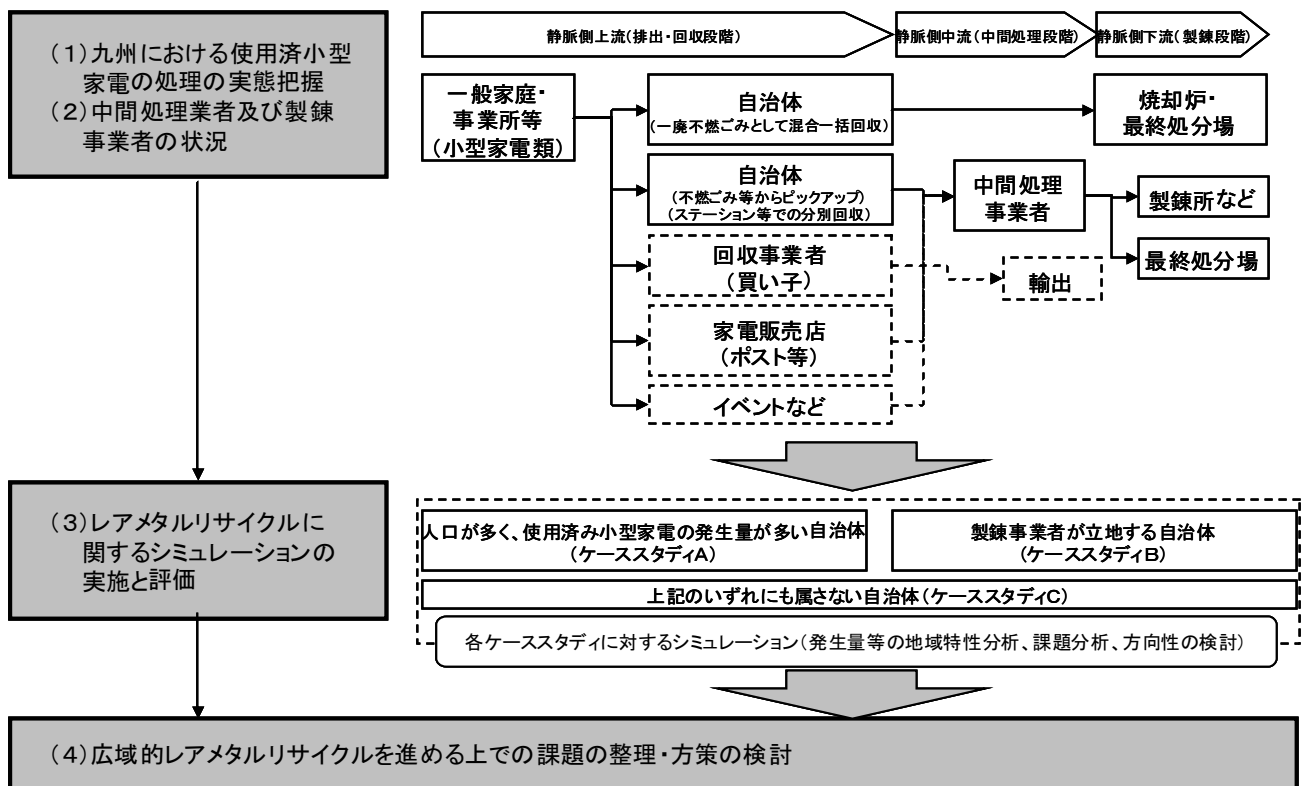 (1)九州における使用済小型
家電の処理の実態把握
(2)中間処理業者及び製錬
事業者の状況
静脈側上流(排出・回収段階)
静脈側中流(中間処理段階)
静脈側下流(製錬段階)
一般家庭・
事業所等
(小型家電類)
自治体
(一廃不燃ごみとして混合一括回収)
焼却炉・
最終処分場
自治体
(不燃ごみ等からピックアップ)
(ステーション等での分別回収)
中間処理
事業者
製錬所など
最終処分場
回収事業者
(買い子)
輸出
家電販売店
(ポスト等)
イベントなど
(3)レアメタルリサイクルに
関するシミュレーションの
実施と評価
人口が多く、使用済み小型家電の発生量が多い自治体
(ケーススタディA)
製錬事業者が立地する自治体
(ケーススタディB)
上記のいずれにも属さない自治体(ケーススタディC)
各ケーススタディに対するシミュレーション(発生量等の地域特性分析、課題分析、方向性の検討)
(4)広域的レアメタルリサイクルを進める上での課題の整理・方策の検討